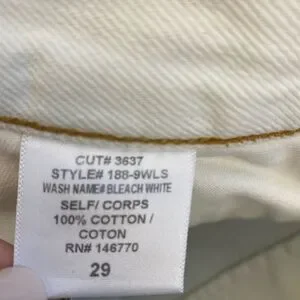 CUT# 3637
STYLE# 188-9WLS
WASH NAME# BLEACH WHITE
SELF/ CORPS
100% COTTON /
COTON
RN# 146770
29